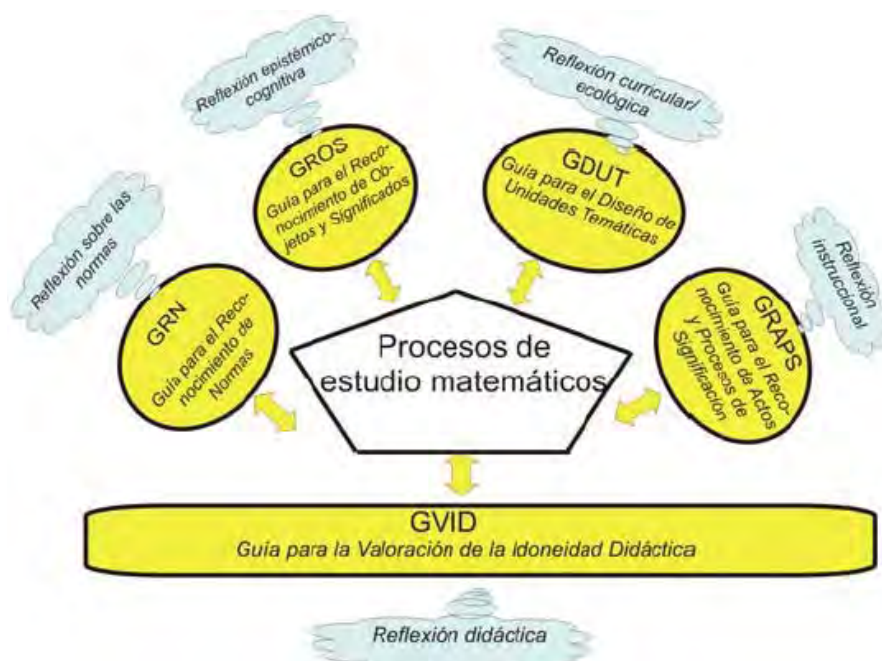 Reflexión epistémico-
cognitiva
Reflexión curricular/
ecológica
GROS
Guía para el Reco-
nocimiento de Ob-
jetos y Significados
GDUT
Guía para el Diseño de
Unidades Temáticas
Reflexión sobre las
normas
Reflexión
instruccional
GRN
Guía para el Reco-
nocimiento de
Normas
Procesos de
estudio matemáticos
GRAPS
Guía para el Reco-
nocimiento de Actos
y Procesos de
Significación
GVID
Guía para la Valoración de la Idoneidad Didáctica
Reflexión didáctica